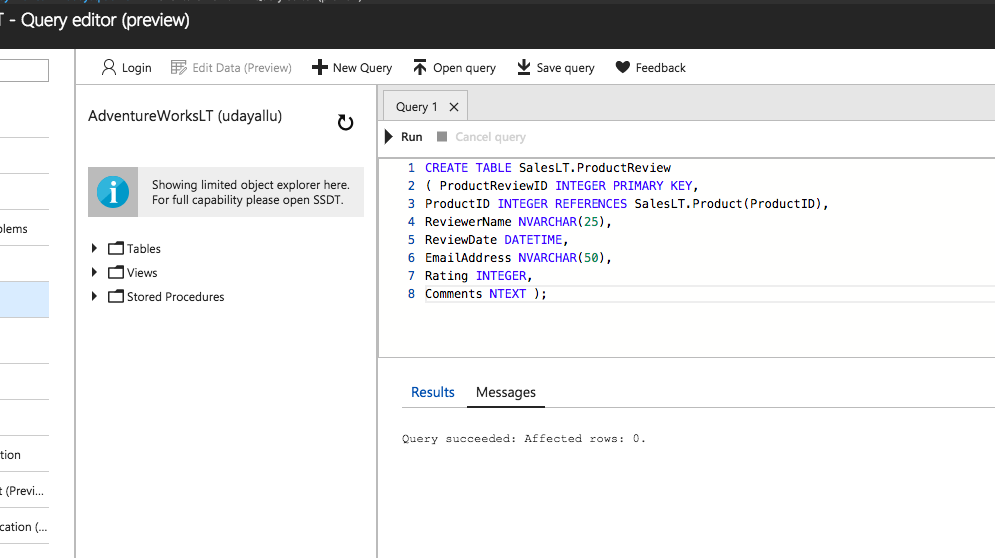 T - Query editor (preview)
Login
Edit Data (Preview)
New Query
Open query
Save query
Feedback
AdventureWorksLT (udayallu)
Showing limited object explorer here.
For full capability please open SSDT.
Tables
Views
Stored Procedures
Query 1
Run
Cancel query
1 CREATE TABLE SalesLT.ProductReview
2 ( ProductReviewID INTEGER PRIMARY KEY,
3 ProductID INTEGER REFERENCES SalesLT.Product(ProductID),
4 ReviewerName NVARCHAR(25),
5 ReviewDate DATETIME,
6 EmailAddress NVARCHAR(50),
7 Rating INTEGER,
8 Comments NTEXT );
Results
Messages
Query succeeded: Affected rows: 0.
olems
tion
t (Previ...
cation (...